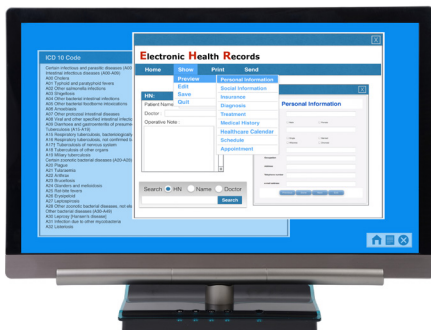 Electronic Health Records
Home Show Print Send
Preview
Edit
Save
Quit
Personal Information
Social Information
Insurance
Diagnosis
Treatment
Medical History
Healthcare Calendar
Schedule
Appointment
HN:
Patient Name
Doctor :
Operative Note :
Search HN Name Doctor
Search
Personal Information
ICD 10 Code
Certain infectious and parasitic diseases (A00
Intestinal infectious diseases (A00-A09)
A00 Cholera
A01 Typhoid and paratyphoid fevers
A02 Other salmonella infections
A03 Shigellosis
A04 Other bacterial intestinal infections
A05 Other bacterial foodborne intoxications
A06 Amoebiasis
A07 Other protozoal intestinal diseases
A08 Viral and other specified intestinal infectio
A09 Diarrhoea and gastroenteritis of presume
Tuberculosis (A15-A19)
A15 Respiratory tuberculosis, bacteriologically
A16 Respiratory tuberculosis, not confirmed b
A17† Tuberculosis of nervous system
A18 Tuberculosis of other organs
A19 Miliary tuberculosis
Certain zoonotic bacterial diseases (A20-A28)
A20 Plague
A21 Tularaemia
A22 Anthrax
A23 Brucellosis
A24 Glanders and melioidosis
A25 Rat-bite fevers
A26 Erysipeloid
A27 Leptospirosis
A28 Other zoonotic bacterial diseases, not els
Other bacterial diseases (A30-A49)
A30 Leprosy [Hansen's disease]
A31 Infection due to other mycobacteria
A32 Listeriosis